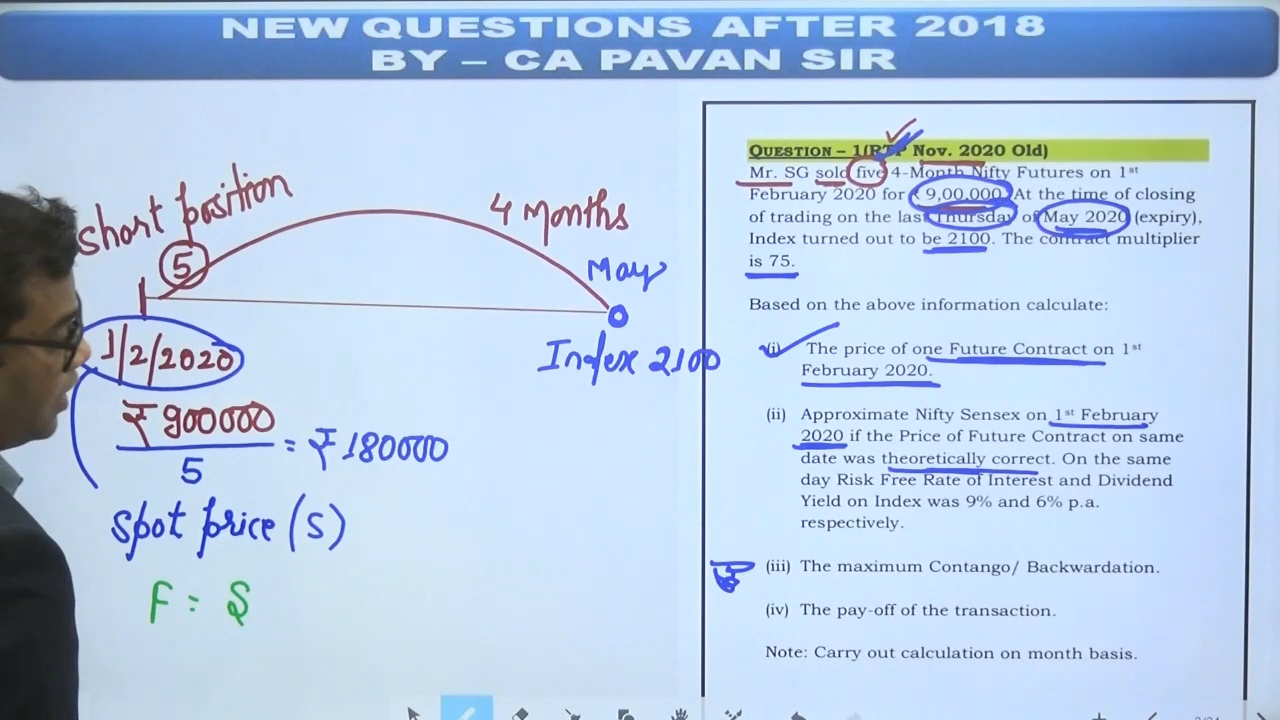 NEW QUESTIONS AFTER 2018
BY – CA PAVAN SIR
short position
5
4 Months
May
1/2/2020
Index 2100
₹ 900000
5
= ₹ 180000
spot price (S)
F = S
QUESTION – 1(RTP Nov. 2020 Old)
Mr. SG sold five 4-Month Nifty Futures on 1st
February 2020 for 9,00,000. At the time of closing
of trading on the last Thursday of May 2020 (expiry),
Index turned out to be 2100. The contract multiplier
is 75.
Based on the above information calculate:
(i) The price of one Future Contract on 1st
February 2020.
(ii) Approximate Nifty Sensex on 1st February
2020 if the Price of Future Contract on same
date was theoretically correct. On the same
day Risk Free Rate of Interest and Dividend
Yield on Index was 9% and 6% p.a.
respectively.
(iii) The maximum Contango/ Backwardation.
(iv) The pay-off of the transaction.
Note: Carry out calculation on month basis.